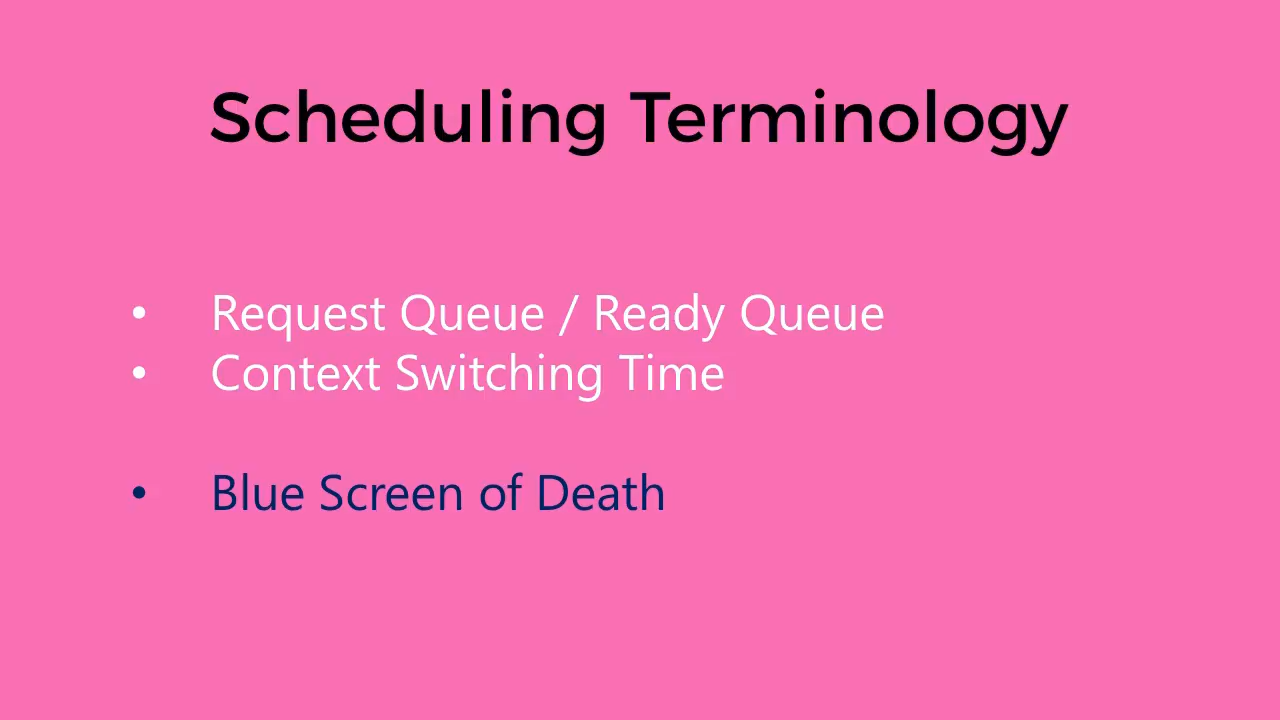 Scheduling Terminology
• Request Queue / Ready Queue
• Context Switching Time
• Blue Screen of Death